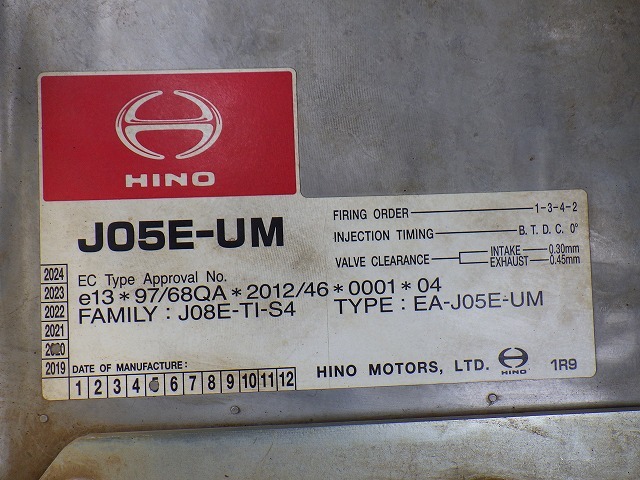 HINO
J05E-UM
FIRING ORDER 1-3-4-2
INJECTION TIMING B. T. D. C. 0°
VALVE CLEARANCE INTAKE 0.30mm
EXHAUST 0.45mm
EC Type Approval No.
e13*97/68QA*2012/46*0001*04
FAMILY : J08E-TI-S4 TYPE : EA-J05E-UM
2024
2023
2022
2021
2019
DATE OF MANUFACTURE:
1 2 3 4 6 7 8 9 10 11 12
HINO MOTORS, LTD. HINO 1R9